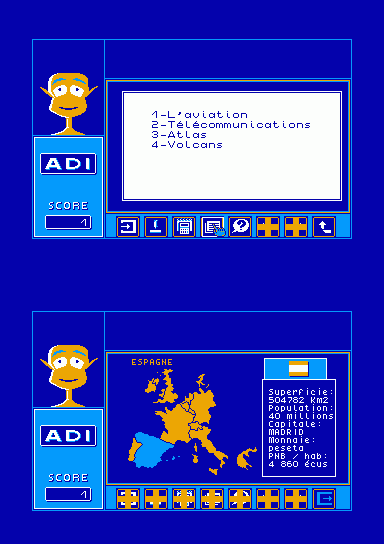 1-L'aviation
2-Télécommunications
3-Atlas
4-Volcans
ADI
SCORE
1
ESPAGNE
Superficie:
504782 Km2
Population:
40 millions
Capitale:
MADRID
Monnaie:
peseta
PNB / hab:
4 860 écus
ADI
SCORE
1